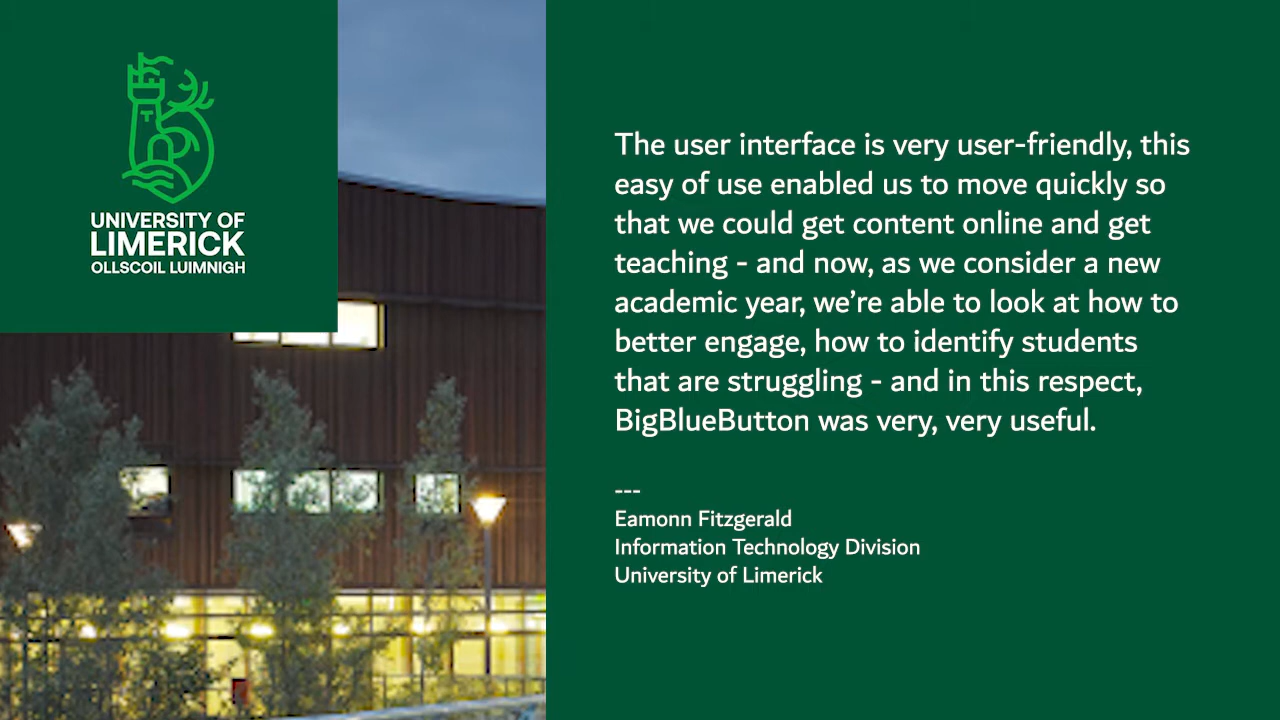 UNIVERSITY OF
LIMERICK
OLLSCOIL LUIMNIGH
The user interface is very user-friendly, this
easy of use enabled us to move quickly so
that we could get content online and get
teaching - and now, as we consider a new
academic year, we’re able to look at how to
better engage, how to identify students
that are struggling - and in this respect,
BigBlueButton was very, very useful.
---
Eamonn Fitzgerald
Information Technology Division
University of Limerick